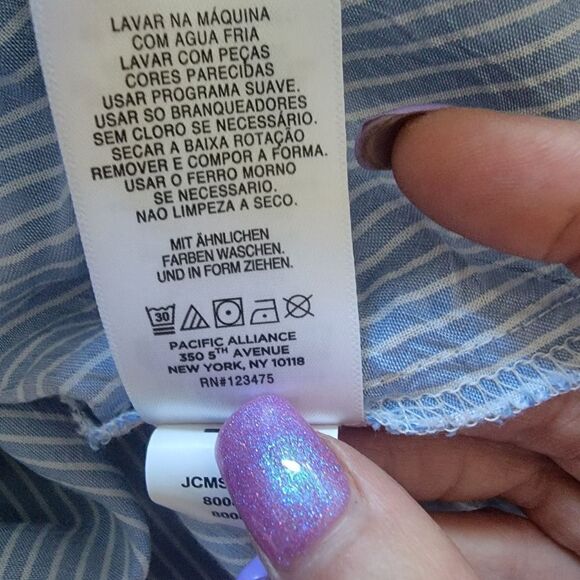 LAVAR NA MÁQUINA
COM AGUA FRIA
LAVAR COM PEÇAS
CORES PARECIDAS
USAR PROGRAMA SUAVE.
USAR SO BRANQUEADORES
SEM CLORO SE NECESSÁRIO.
SECAR A BAIXA ROTAÇÃO
REMOVER E COMPOR A FORMA.
USAR O FERRO MORNO
SE NECESSARIO.
NAO LIMPEZA A SECO.
MIT ÄHNLICHEN
FARBEN WASCHEN.
UND IN FORM ZIEHEN.
30
PACIFIC ALLIANCE
350 5TH AVENUE
NEW YORK, NY 10118
RN#123475
JCMS
800